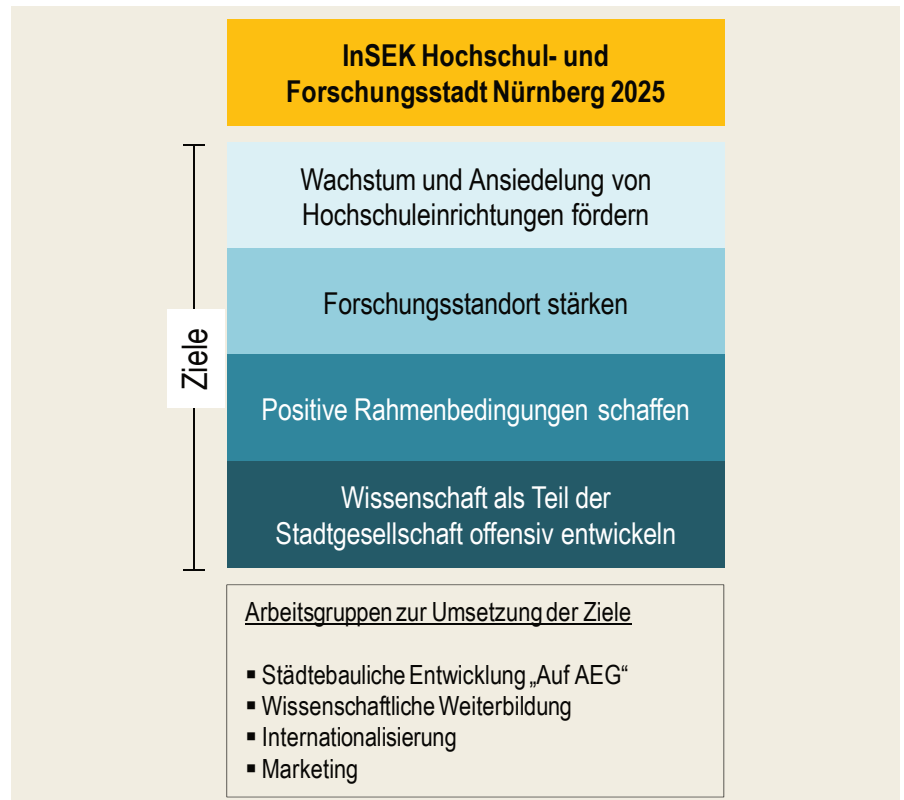 InSEK Hochschul- und
Forschungsstadt Nürnberg 2025
Ziele
Wachstum und Ansiedelung von
Hochschuleinrichtungen fördern
Forschungsstandort stärken
Positive Rahmenbedingungen schaffen
Wissenschaft als Teil der
Stadtgesellschaft offensiv entwickeln
Arbeitsgruppen zur Umsetzung der Ziele
▪ Städtebauliche Entwicklung „Auf AEG“
▪ Wissenschaftliche Weiterbildung
▪ Internationalisierung
▪ Marketing